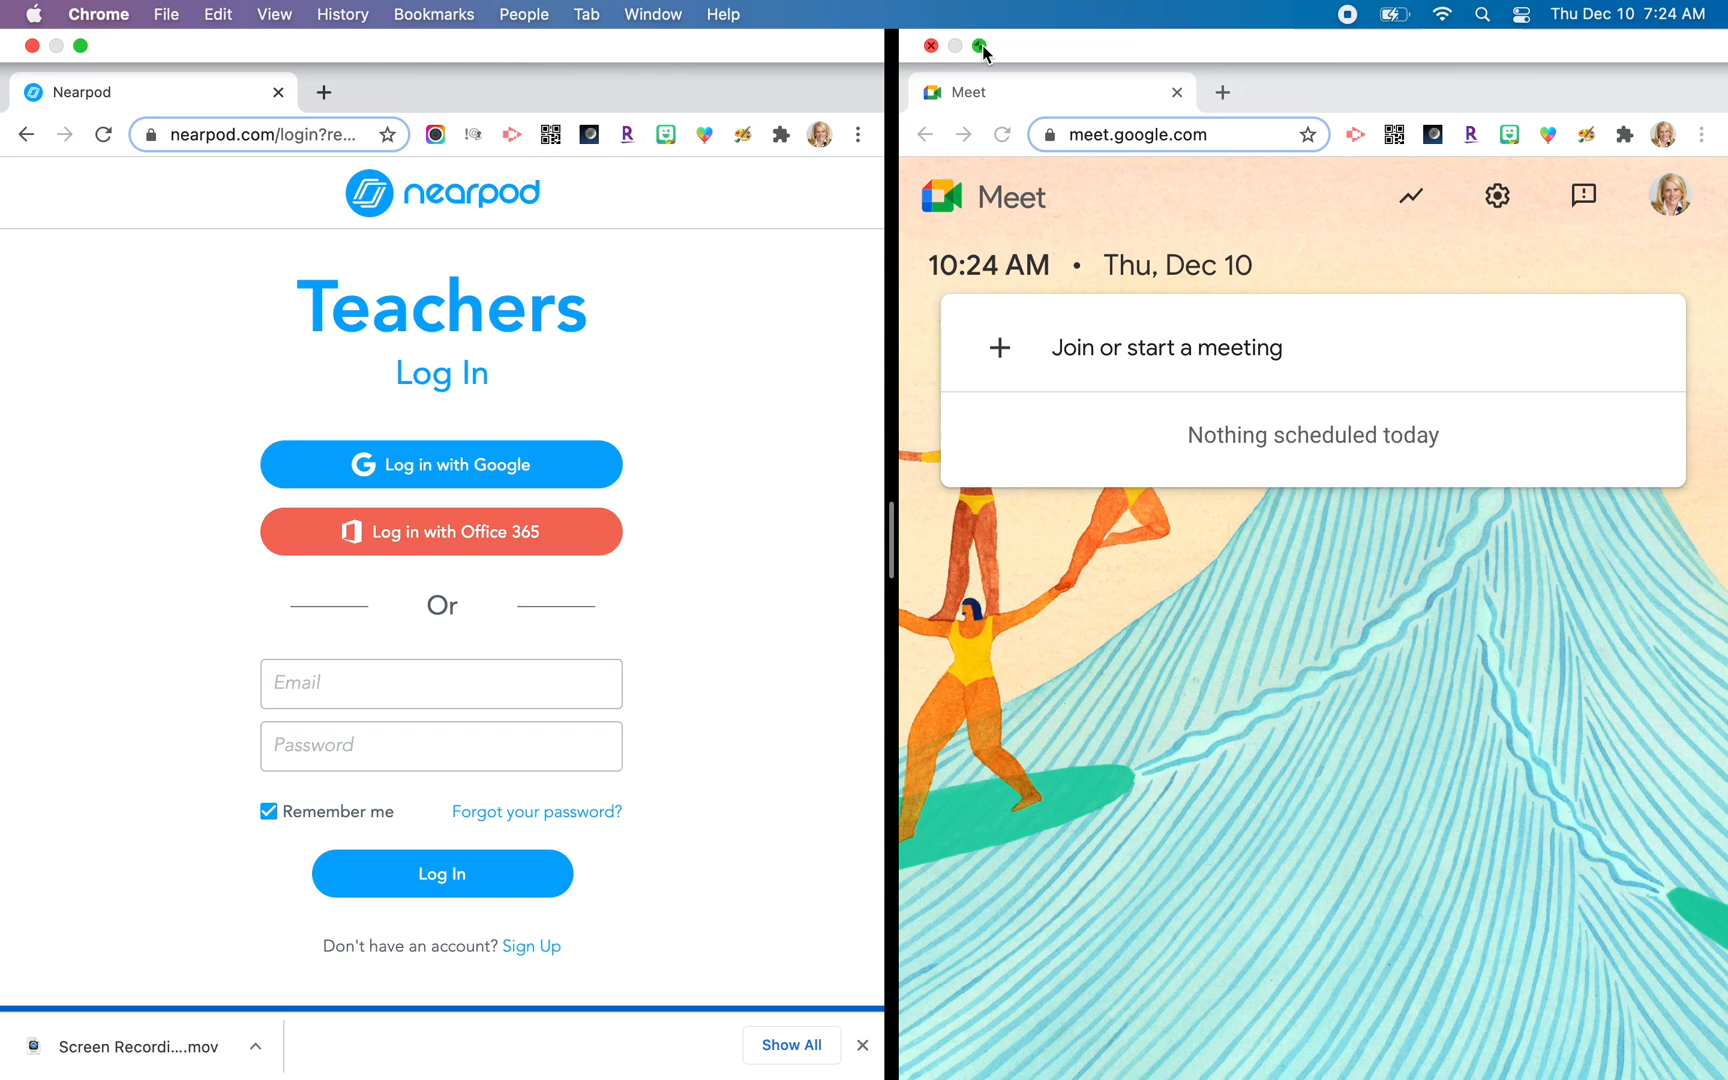 Chrome File Edit View History Bookmarks People Tab Window Help
Thu Dec 10 7:24 AM
Nearpod
nearpod.com/login?re...
nearpod
Teachers
Log In
Log in with Google
Log in with Office 365
Or
Email
Password
Remember me
Forgot your password?
Log In
Don't have an account? Sign Up
Screen Recordi....mov
Show All
Meet
meet.google.com
Meet
10:24 AM • Thu, Dec 10
Join or start a meeting
Nothing scheduled today